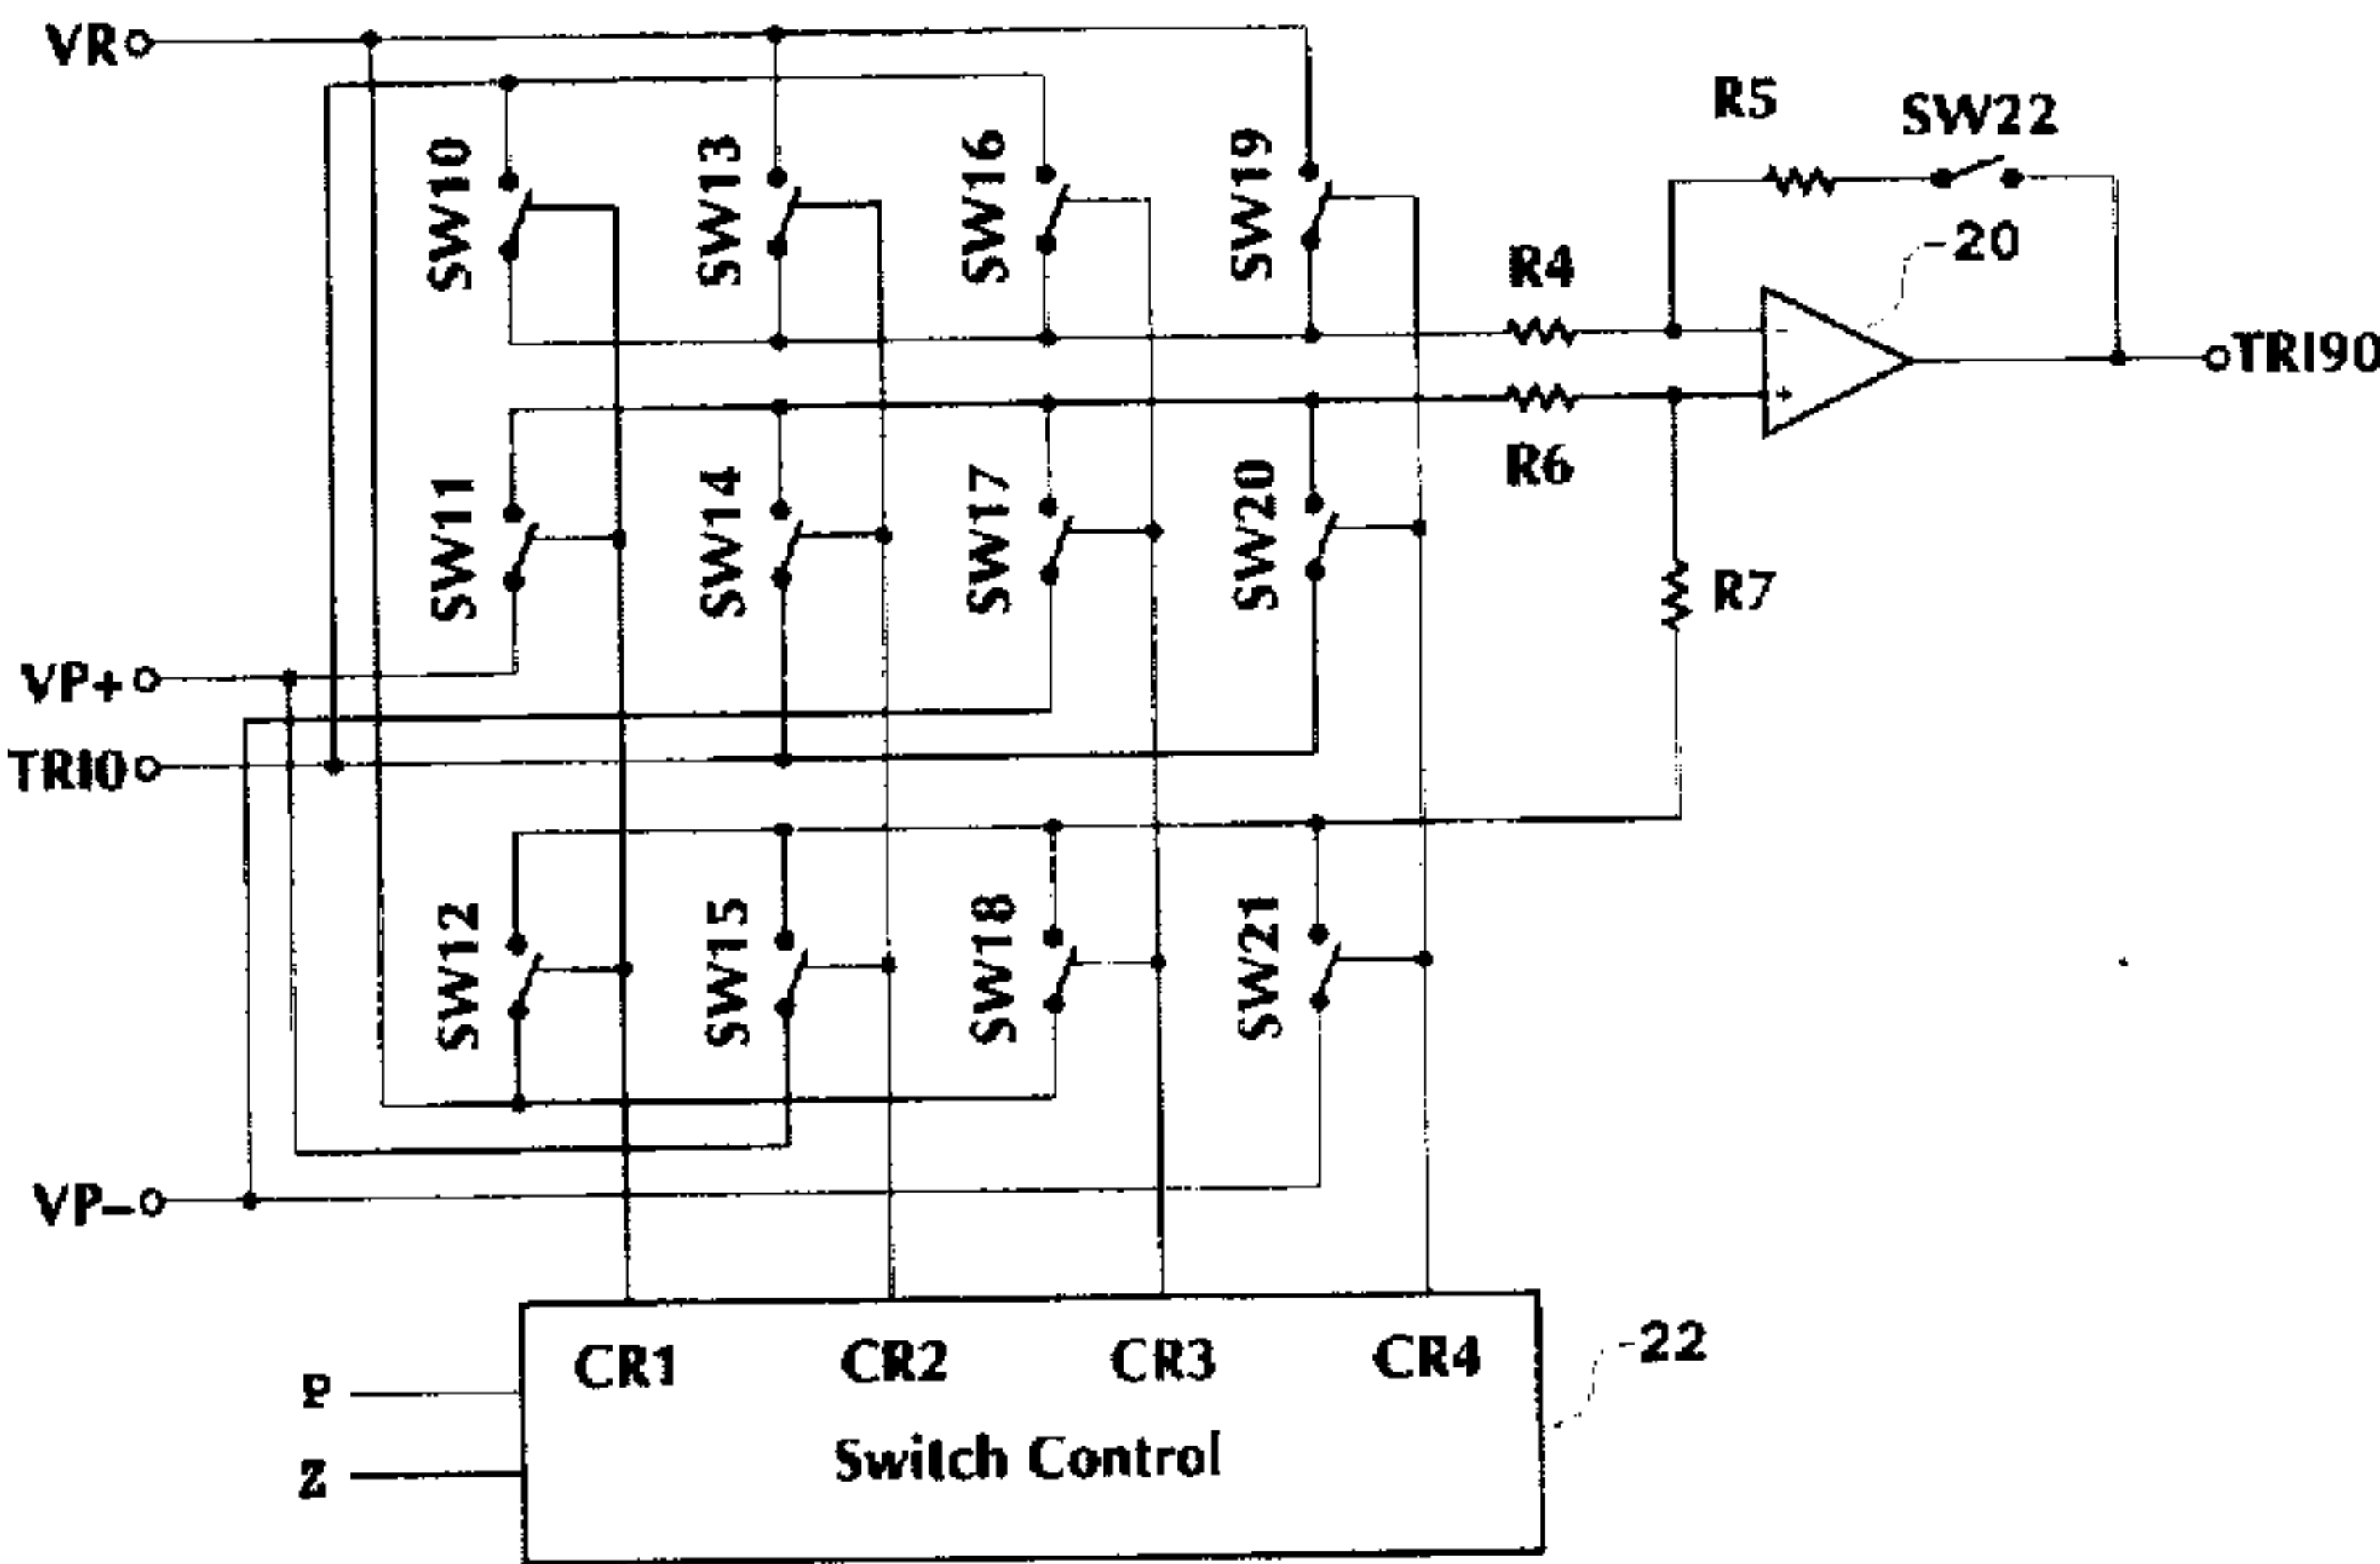 VR
R5
SW22
SW10
SW13
SW16
SW19
20
R4
TRI90
-
+
R6
SW11
SW14
SW17
SW20
R7
VP+
TRI0
SW12
SW15
SW18
SW21
VP-
CR1
CR2
CR3
CR4
22
P
Z
Switch Control